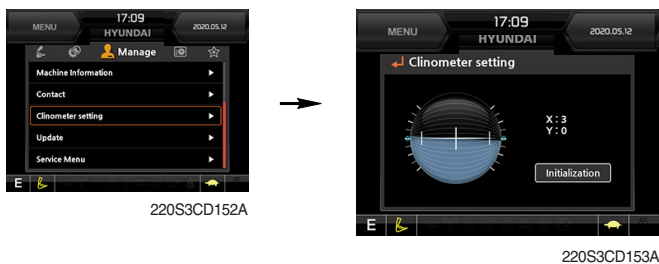 MENU
17:09
HYUNDAI
2020.05.12
Manage
Machine Information
Contact
Clinometer setting
Update
Service Menu
E
220S3CD152A
MENU
17:09
HYUNDAI
2020.05.12
Clinometer setting
X : 3
Y : 0
Initialization
E
220S3CD153A